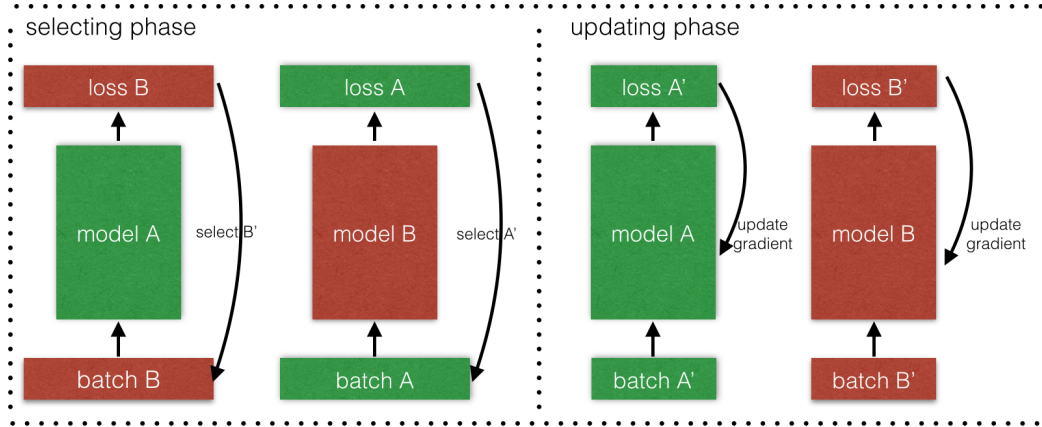 selecting phase
updating phase
loss B
loss A
loss A’
loss B’
model A
select B’
model B
select A’
model A
update
gradient
model B
update
gradient
batch B
batch A
batch A’
batch B’